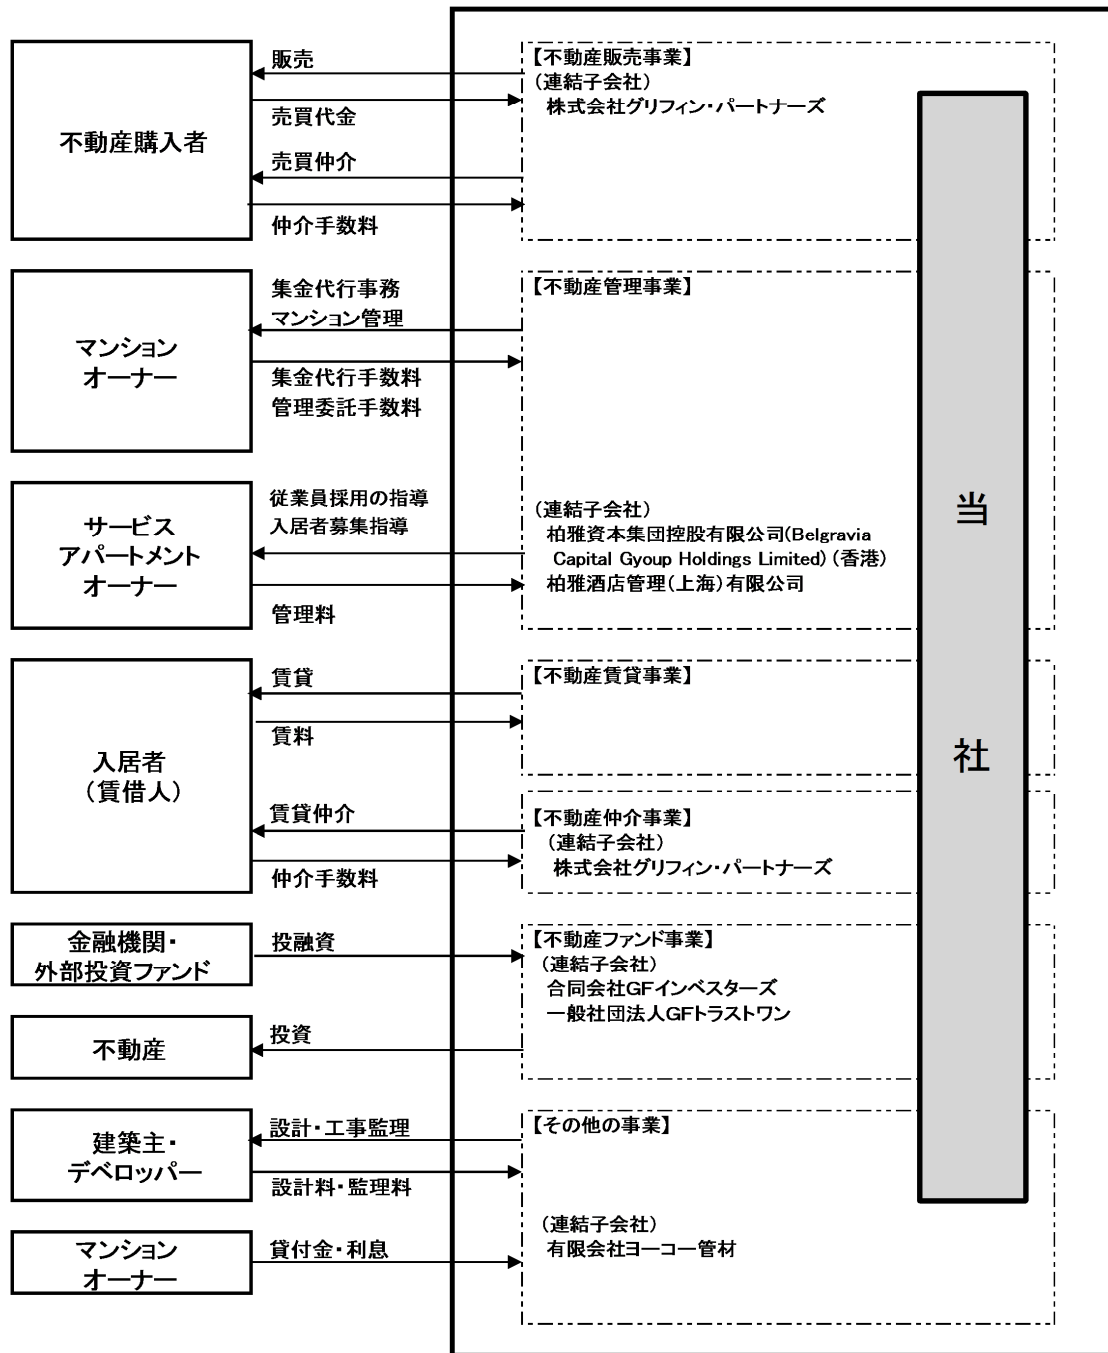 不動産購入者
販売
売買代金
売買仲介
仲介手数料
【不動産販売事業】
(連結子会社)
株式会社グリフィン・パートナーズ
マンション
オーナー
集金代行事務
マンション管理
集金代行手数料
管理委託手数料
【不動産管理事業】
サービス
アパートメント
オーナー
従業員採用の指導
入居者募集指導
管理料
(連結子会社)
柏雅資本集団控股有限公司(Belgravia
Capital Gyoup Holdings Limited) (香港)
柏雅酒店管理(上海)有限公司
入居者
(賃借人)
賃貸
賃料
【不動産賃貸事業】
賃貸仲介
仲介手数料
【不動産仲介事業】
(連結子会社)
株式会社グリフィン・パートナーズ
金融機関・
外部投資ファンド
投融資
【不動産ファンド事業】
(連結子会社)
合同会社GFインベスターズ
一般社団法人GFトラストワン
不動産
投資
建築主・
デベロッパー
設計・工事監理
設計料・監理料
【その他の事業】
マンション
オーナー
貸付金・利息
(連結子会社)
有限会社ヨーコー管材
当
社